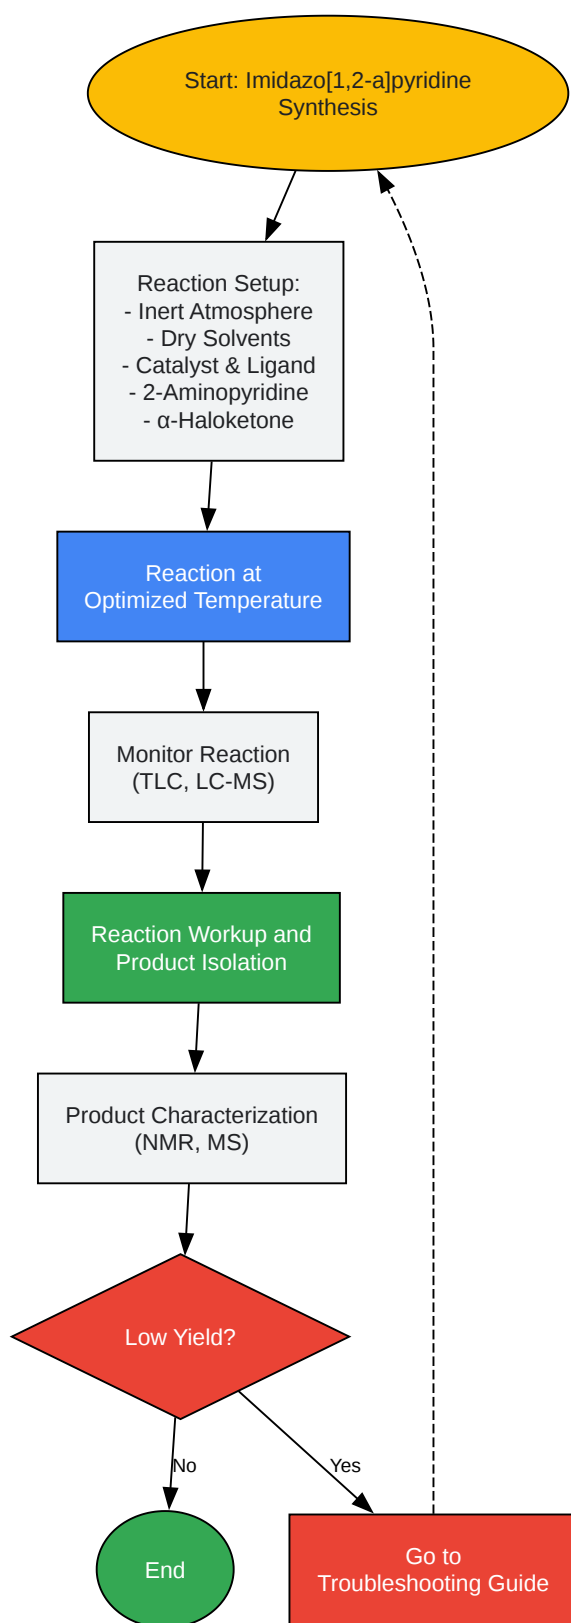 Start: Imidazo[1,2-a]pyridine
Synthesis
Reaction Setup:
- Inert Atmosphere
- Dry Solvents
- Catalyst & Ligand
- 2-Aminopyridine
- α-Haloketone
Reaction at
Optimized Temperature
Monitor Reaction
(TLC, LC-MS)
Reaction Workup and
Product Isolation
Product Characterization
(NMR, MS)
Low Yield?
No
Yes
End
Go to
Troubleshooting Guide